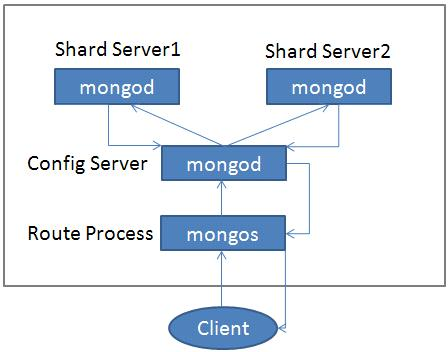 Shard Server1
Shard Server2
mongod
mongod
Config Server
mongod
Route Process
mongos
Client